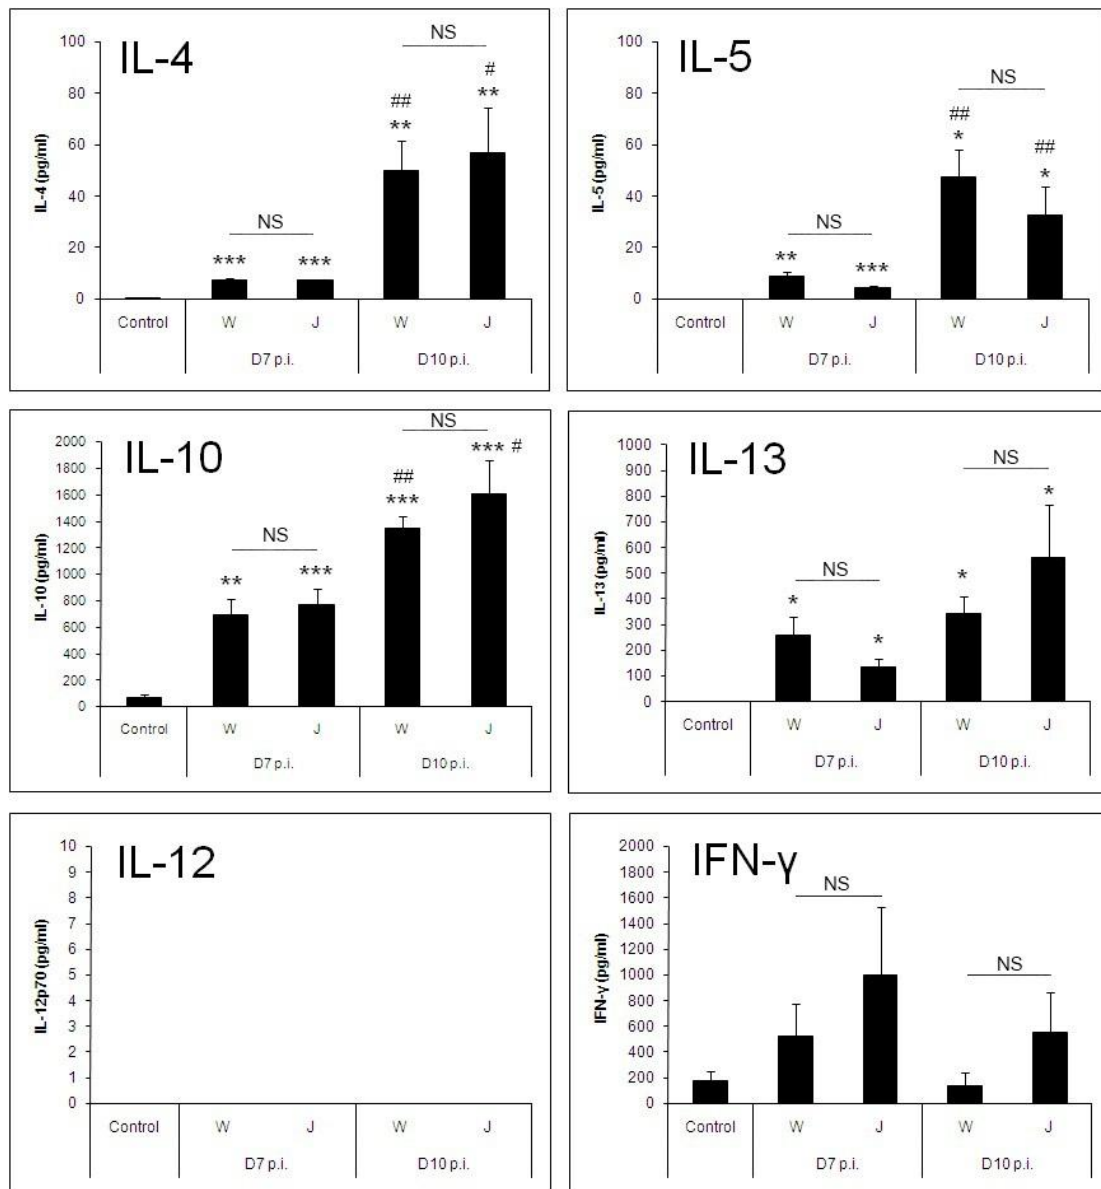 IL-4
IL-4 (pg/ml)
100
80
60
40
20
0
NS
***
***
NS
##
**
#
**
Control
W
J
W
J
D7 p.i.
D10 p.i.
IL-5
IL-5 (pg/ml)
100
80
60
40
20
0
NS
**
***
NS
##
*
##
*
Control
W
J
W
J
D7 p.i.
D10 p.i.
IL-10
IL-10 (pg/ml)
2000
1800
1600
1400
1200
1000
800
600
400
200
0
NS
**
***
NS
##
***
*** #
Control
W
J
W
J
D7 p.i.
D10 p.i.
IL-13
IL-13 (pg/ml)
1000
900
800
700
600
500
400
300
200
100
0
NS
*
*
NS
*
*
Control
W
J
W
J
D7 p.i.
D10 p.i.
IL-12
IL-12p70 (pg/ml)
10
9
8
7
6
5
4
3
2
1
0
Control
W
J
W
J
D7 p.i.
D10 p.i.
IFN-γ
IFN-γ (pg/ml)
2000
1800
1600
1400
1200
1000
800
600
400
200
0
NS
NS
Control
W
J
W
J
D7 p.i.
D10 p.i.